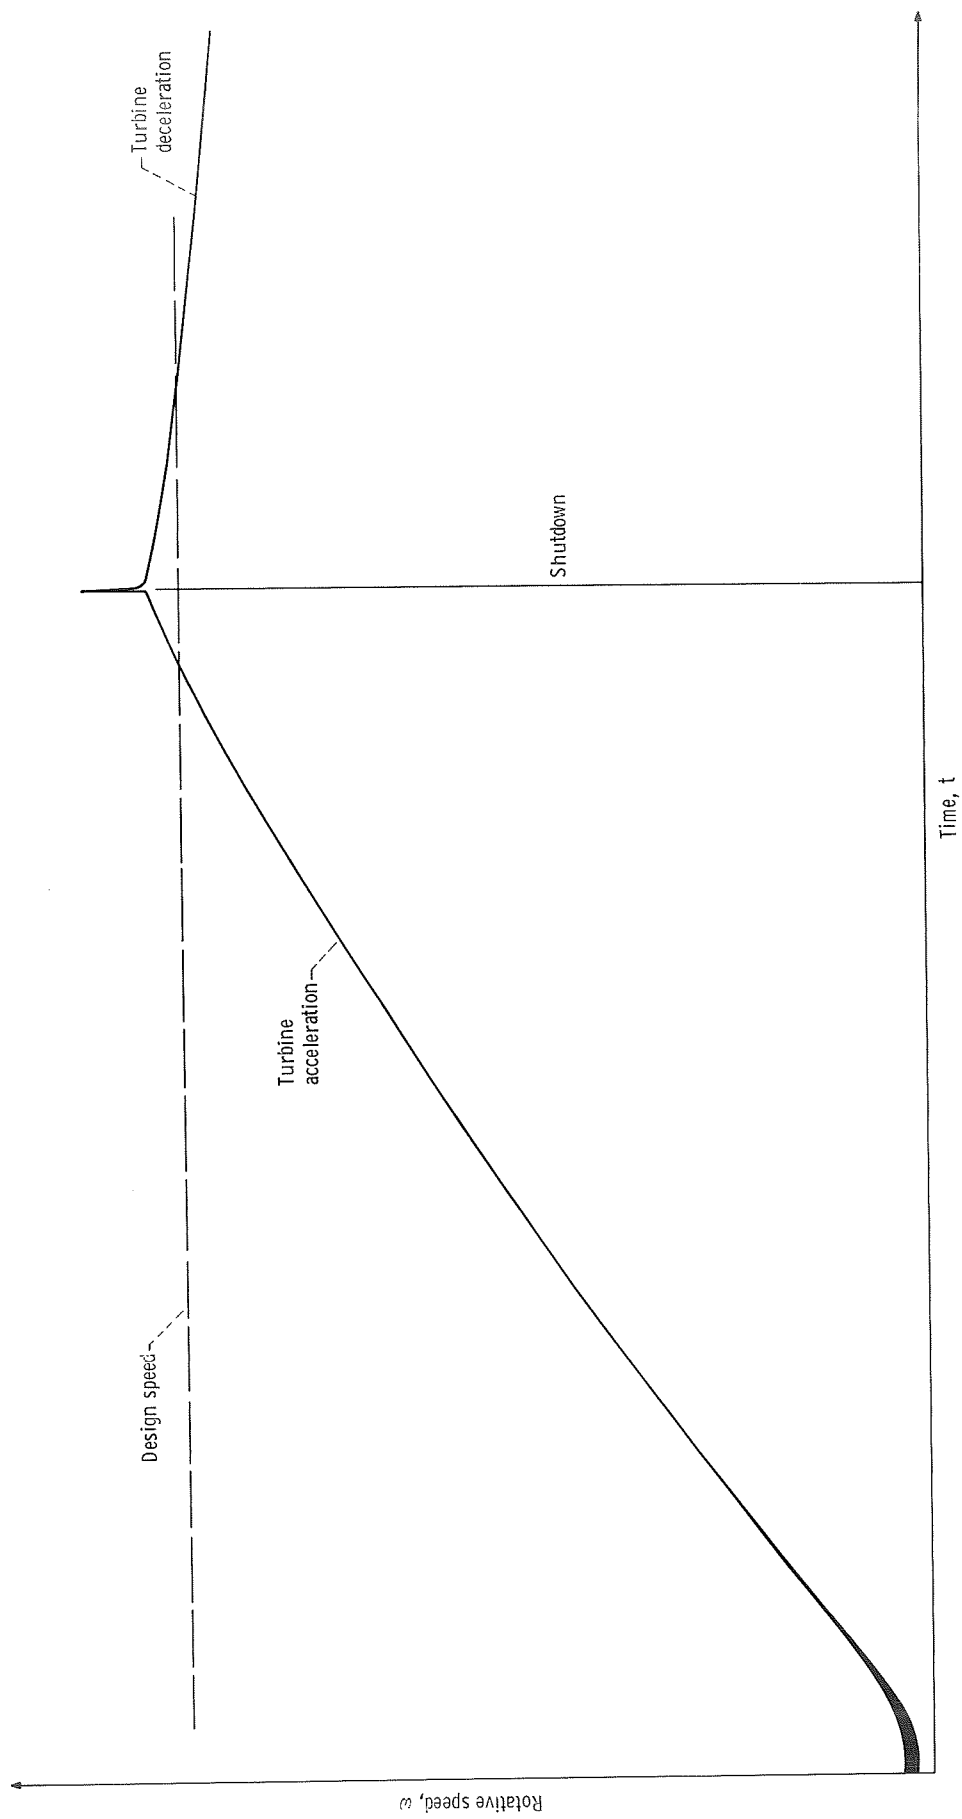 Turbine
deceleration
Design speed
Turbine
acceleration
Shutdown
Time, t
Rotative speed, ω